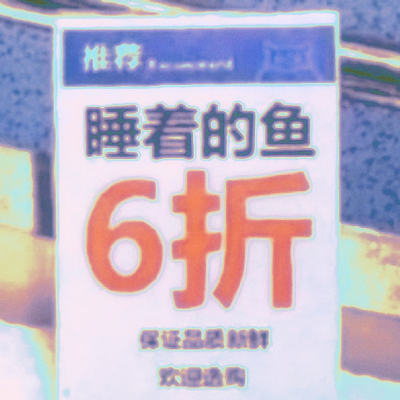 推荐 Recommend
睡着的鱼
6折
保证品质新鲜
欢迎选购